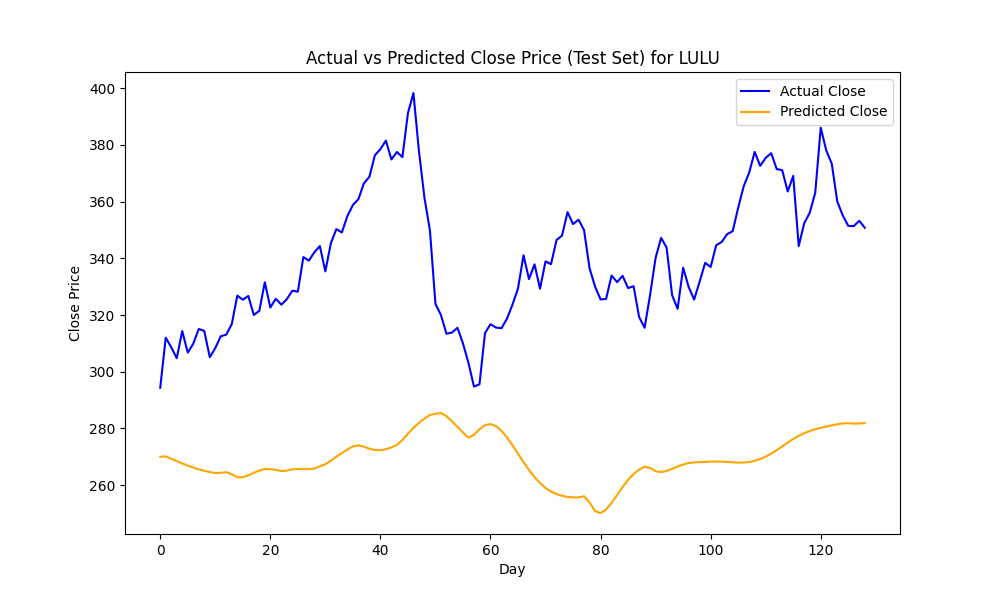 Actual vs Predicted Close Price (Test Set) for LULU
Actual Close
Predicted Close
400
380
360
340
320
300
280
260
Close Price
0 20 40 60 80 100 120
Day